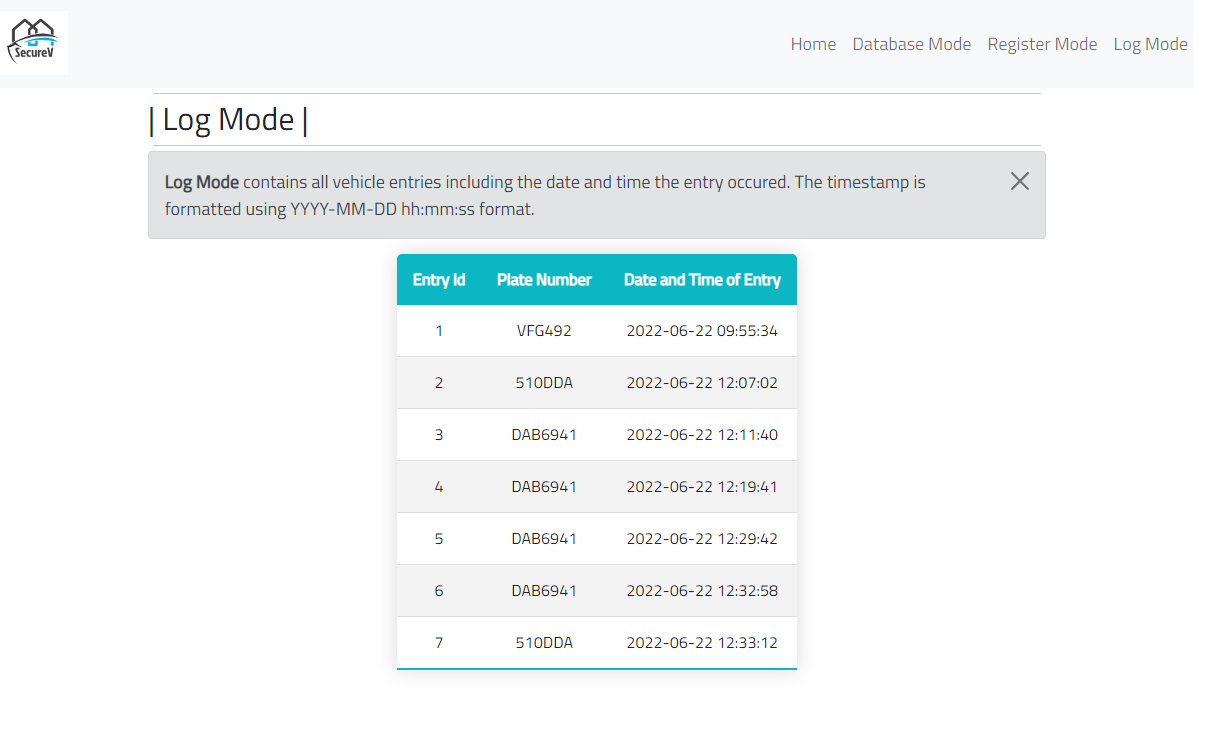 SecureV
Home Database Mode Register Mode Log Mode
| Log Mode |
Log Mode contains all vehicle entries including the date and time the entry occured. The timestamp is
formatted using YYYY-MM-DD hh:mm:ss format.
Entry Id Plate Number Date and Time of Entry
1 VFG492 2022-06-22 09:55:34
2 510DDA 2022-06-22 12:07:02
3 DAB6941 2022-06-22 12:11:40
4 DAB6941 2022-06-22 12:19:41
5 DAB6941 2022-06-22 12:29:42
6 DAB6941 2022-06-22 12:32:58
7 510DDA 2022-06-22 12:33:12